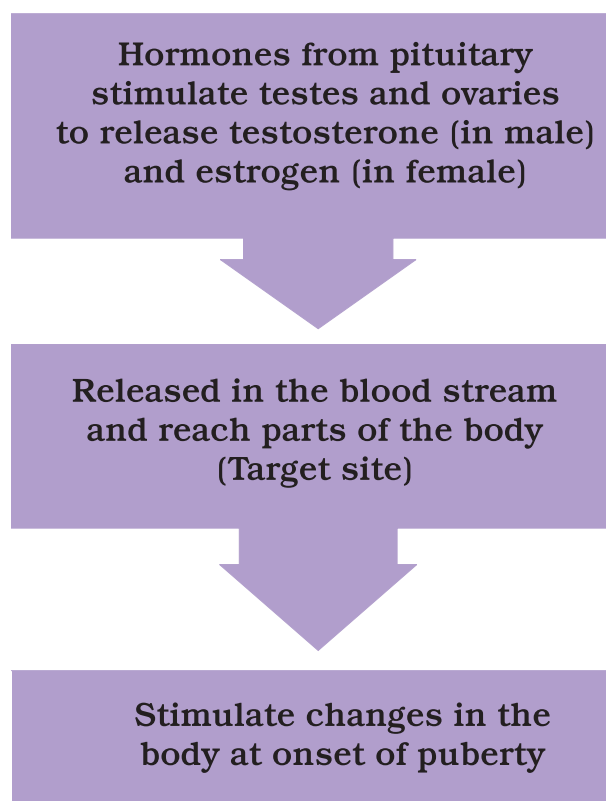 Hormones from pituitary
stimulate testes and ovaries
to release testosterone (in male)
and estrogen (in female)
Released in the blood stream
and reach parts of the body
(Target site)
Stimulate changes in the
body at onset of puberty